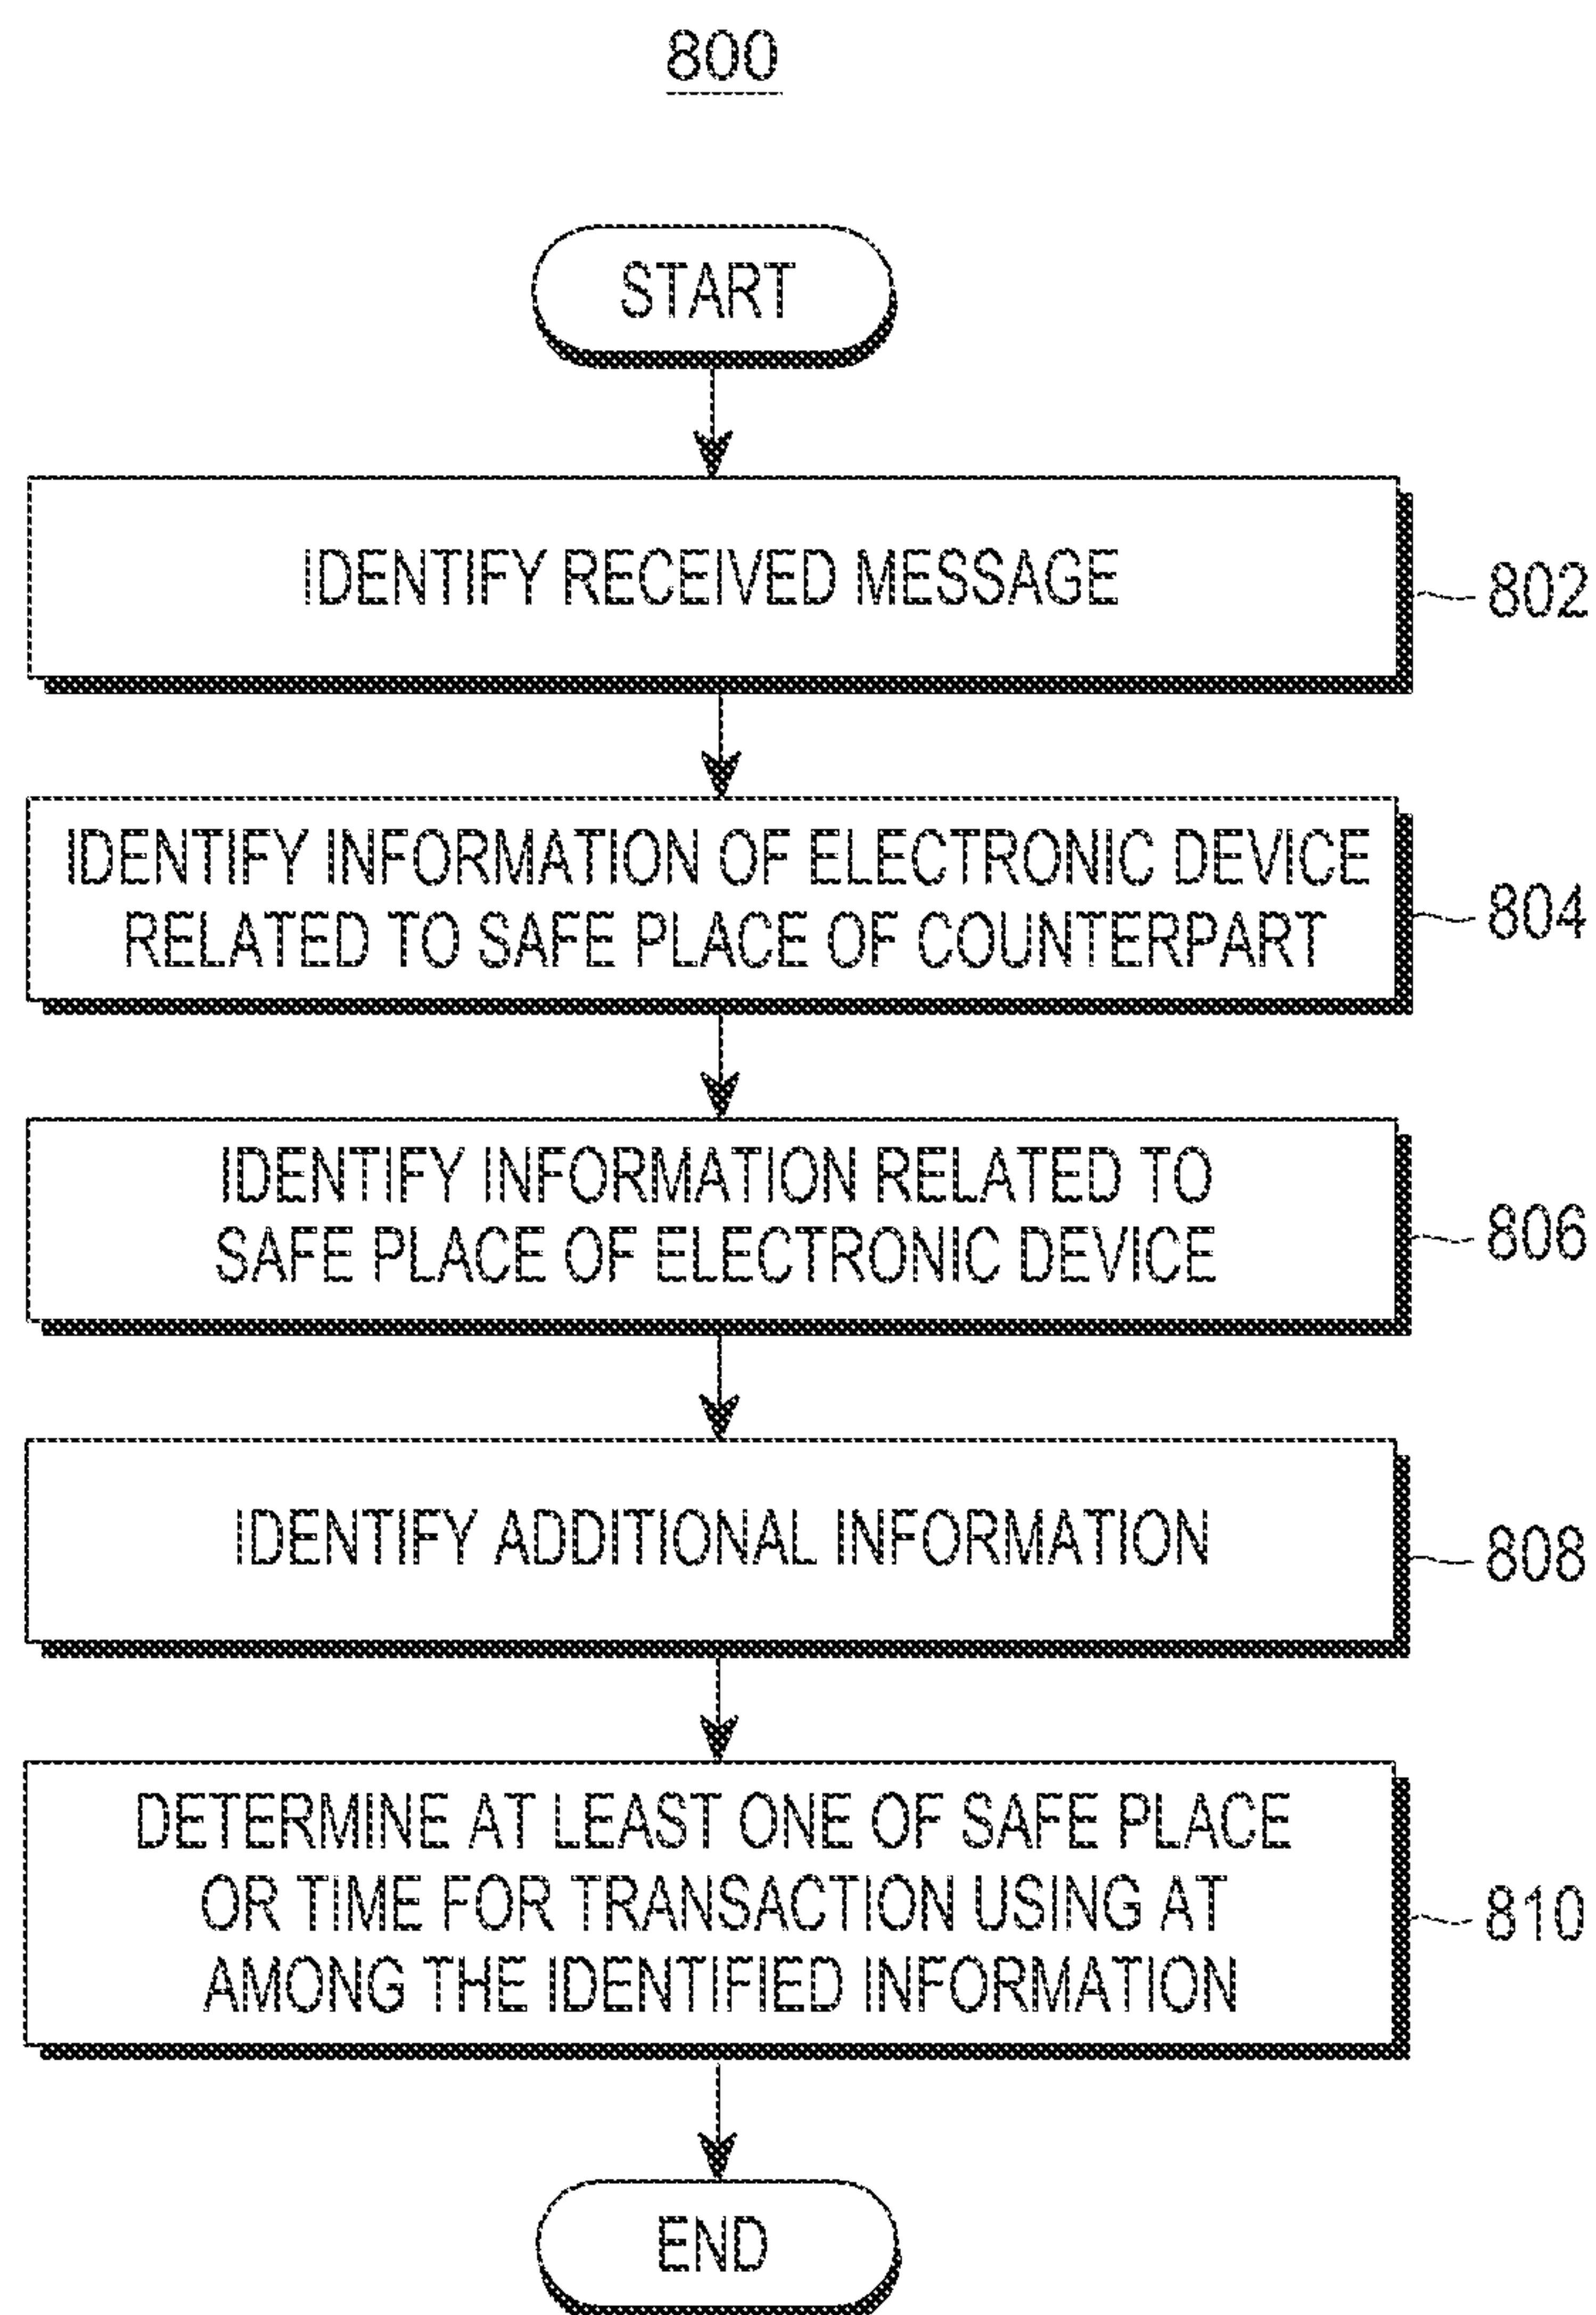 800
START
IDENTIFY RECEIVED MESSAGE
802
IDENTIFY INFORMATION OF ELECTRONIC DEVICE
RELATED TO SAFE PLACE OF COUNTERPART
804
IDENTIFY INFORMATION RELATED TO
SAFE PLACE OF ELECTRONIC DEVICE
806
IDENTIFY ADDITIONAL INFORMATION
808
DETERMINE AT LEAST ONE OF SAFE PLACE
OR TIME FOR TRANSACTION USING AT
AMONG THE IDENTIFIED INFORMATION
810
END